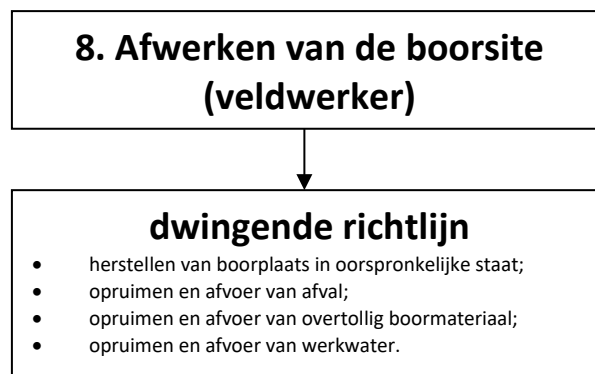 8. Afwerken van de boorsite
(veldwerker)
dwingende richtlijn
• herstellen van boorplaats in oorspronkelijke staat;
• opruimen en afvoer van afval;
• opruimen en afvoer van overtollig boormateriaal;
• opruimen en afvoer van werkwater.